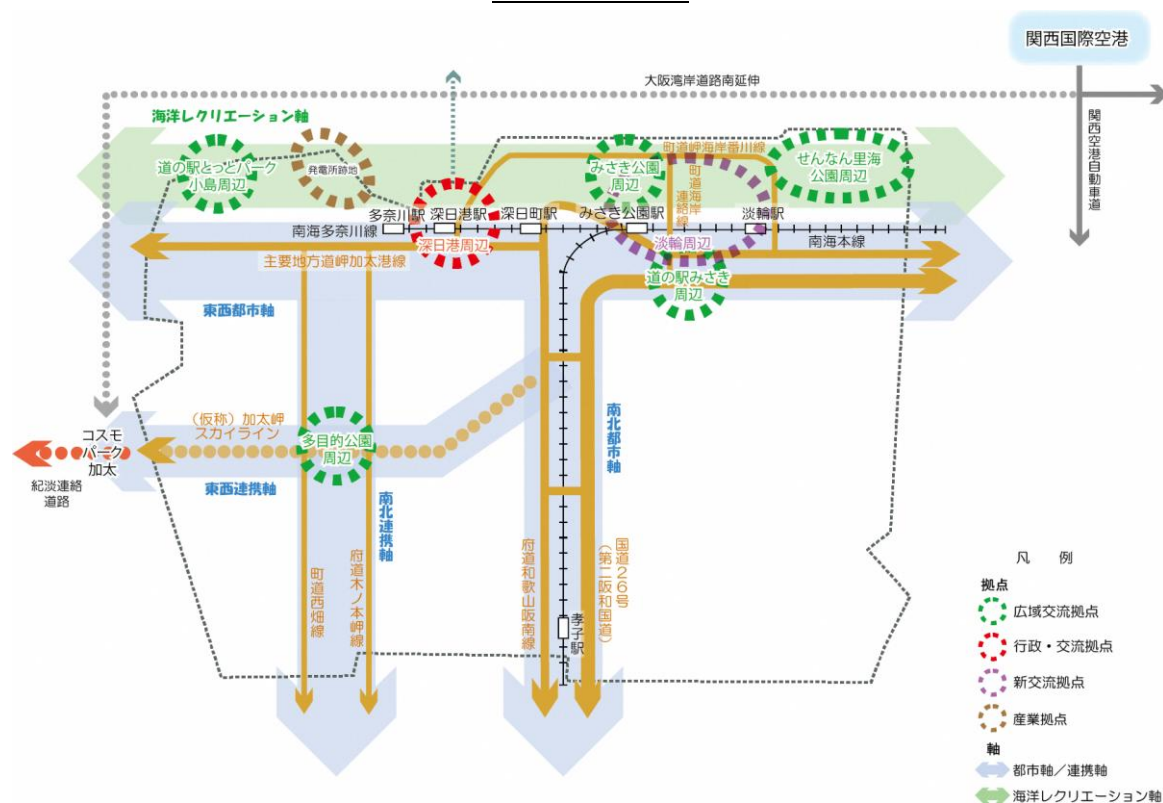 関西国際空港
大阪湾岸道路南延伸
関西空港自動車道
海洋レクリエーション軸
道の駅とっとパーク
小島周辺
発電所跡地
みさき公園
周辺
町道岬海岸番川線
町道海岸
連絡線
せんなん里海
公園周辺
多奈川駅
深日港駅
深日町駅
みさき公園駅
淡輪駅
南海多奈川線
深日港周辺
淡輪周辺
南海本線
主要地方道岬加太港線
道の駅みさき
周辺
東西都市軸
(仮称)加太岬
スカイライン
多目的公園
周辺
南北都市軸
コスモ
パーク
加太
紀淡連絡
道路
東西連携軸
南北連携軸
町道西畑線
府道木ノ本岬線
府道和歌山阪南線
国道26号
(第二阪和国道)
孝子駅
凡 例
拠点
広域交流拠点
行政・交流拠点
新交流拠点
産業拠点
軸
都市軸/連携軸
海洋レクリエーション軸